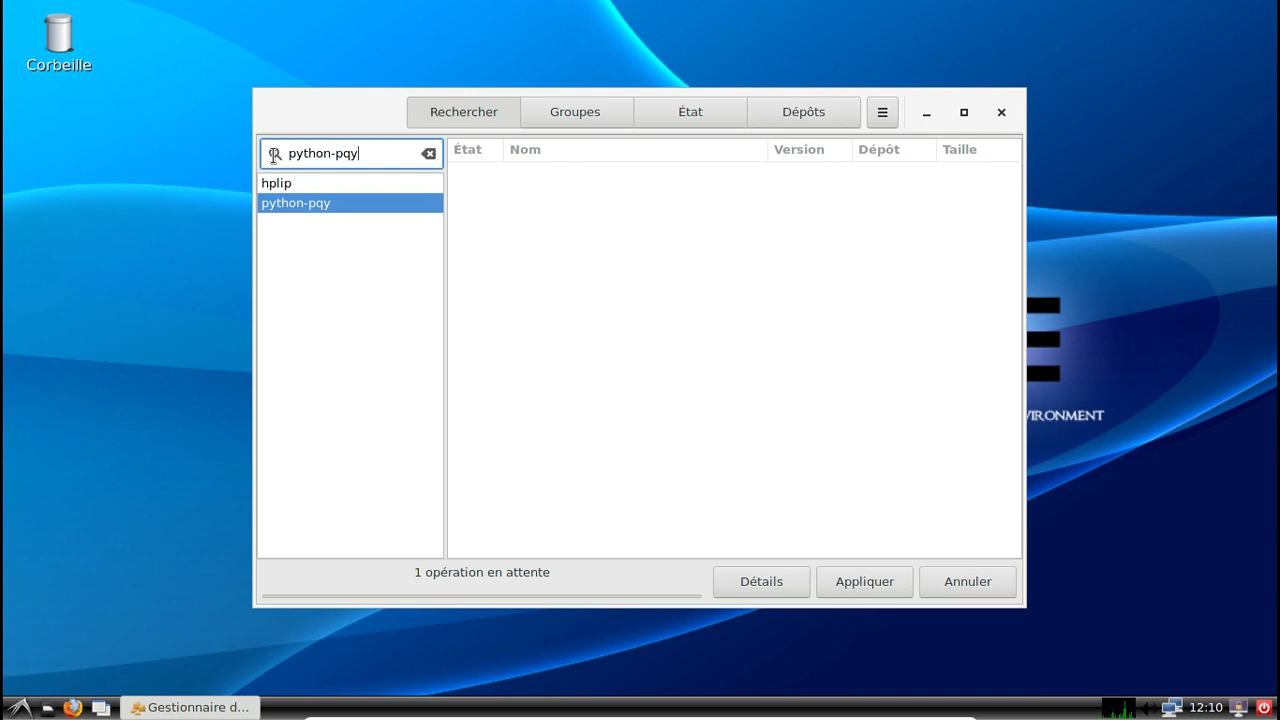 Corbeille
Rechercher Groupes État Dépôts
python-pqy
État Nom Version Dépôt Taille
hplip
python-pqy
VIRONMENT
1 opération en attente
Détails Appliquer Annuler
Gestionnaire d...
12:10